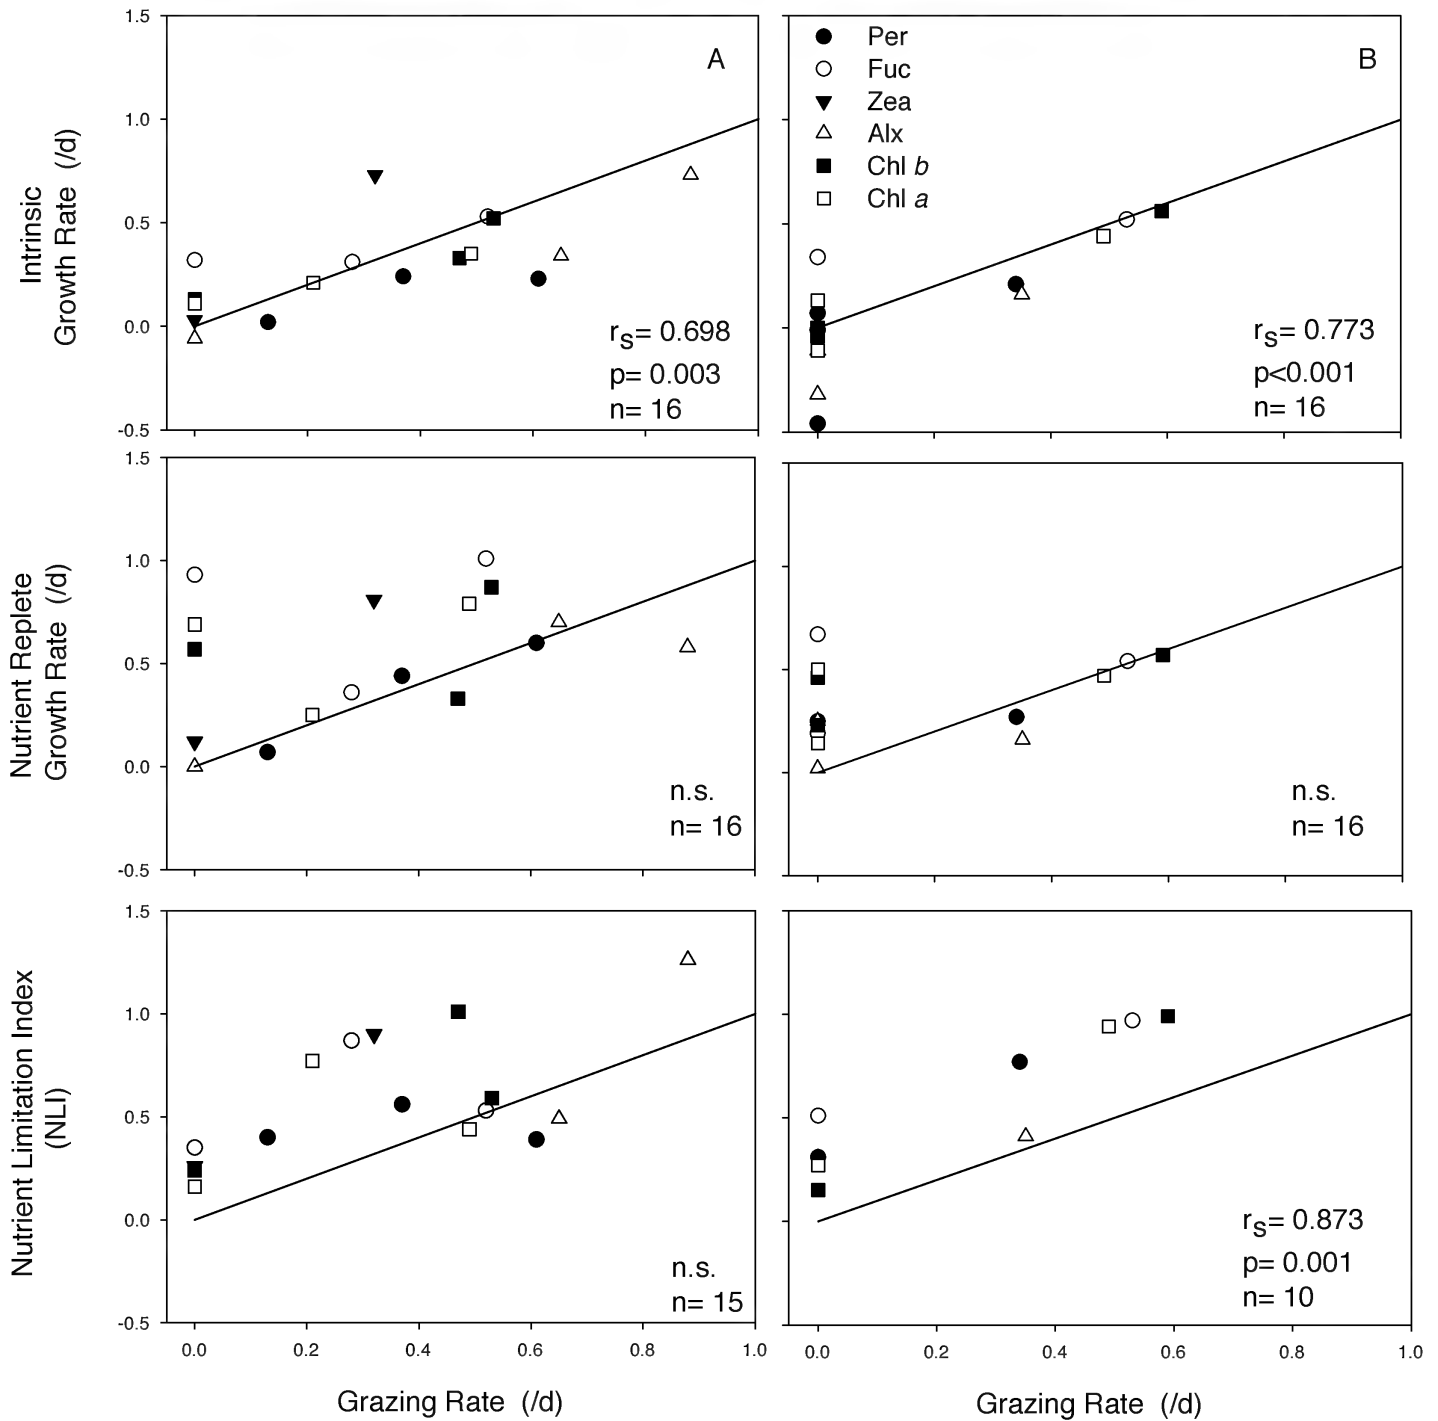 1.5
A
1.0
0.5
0.0
-0.5
Intrinsic
Growth Rate (/d)
rs= 0.698
p= 0.003
n= 16
B
Per
Fuc
Zea
Alx
Chl b
Chl a
rs= 0.773
p<0.001
n= 16
1.5
1.0
0.5
0.0
-0.5
Nutrient Replete
Growth Rate (/d)
n.s.
n= 16
n.s.
n= 16
1.5
1.0
0.5
0.0
-0.5
Nutrient Limitation Index
(NLI)
n.s.
n= 15
rs= 0.873
p= 0.001
n= 10
0.0 0.2 0.4 0.6 0.8 1.0
Grazing Rate (/d)
0.0 0.2 0.4 0.6 0.8 1.0
Grazing Rate (/d)